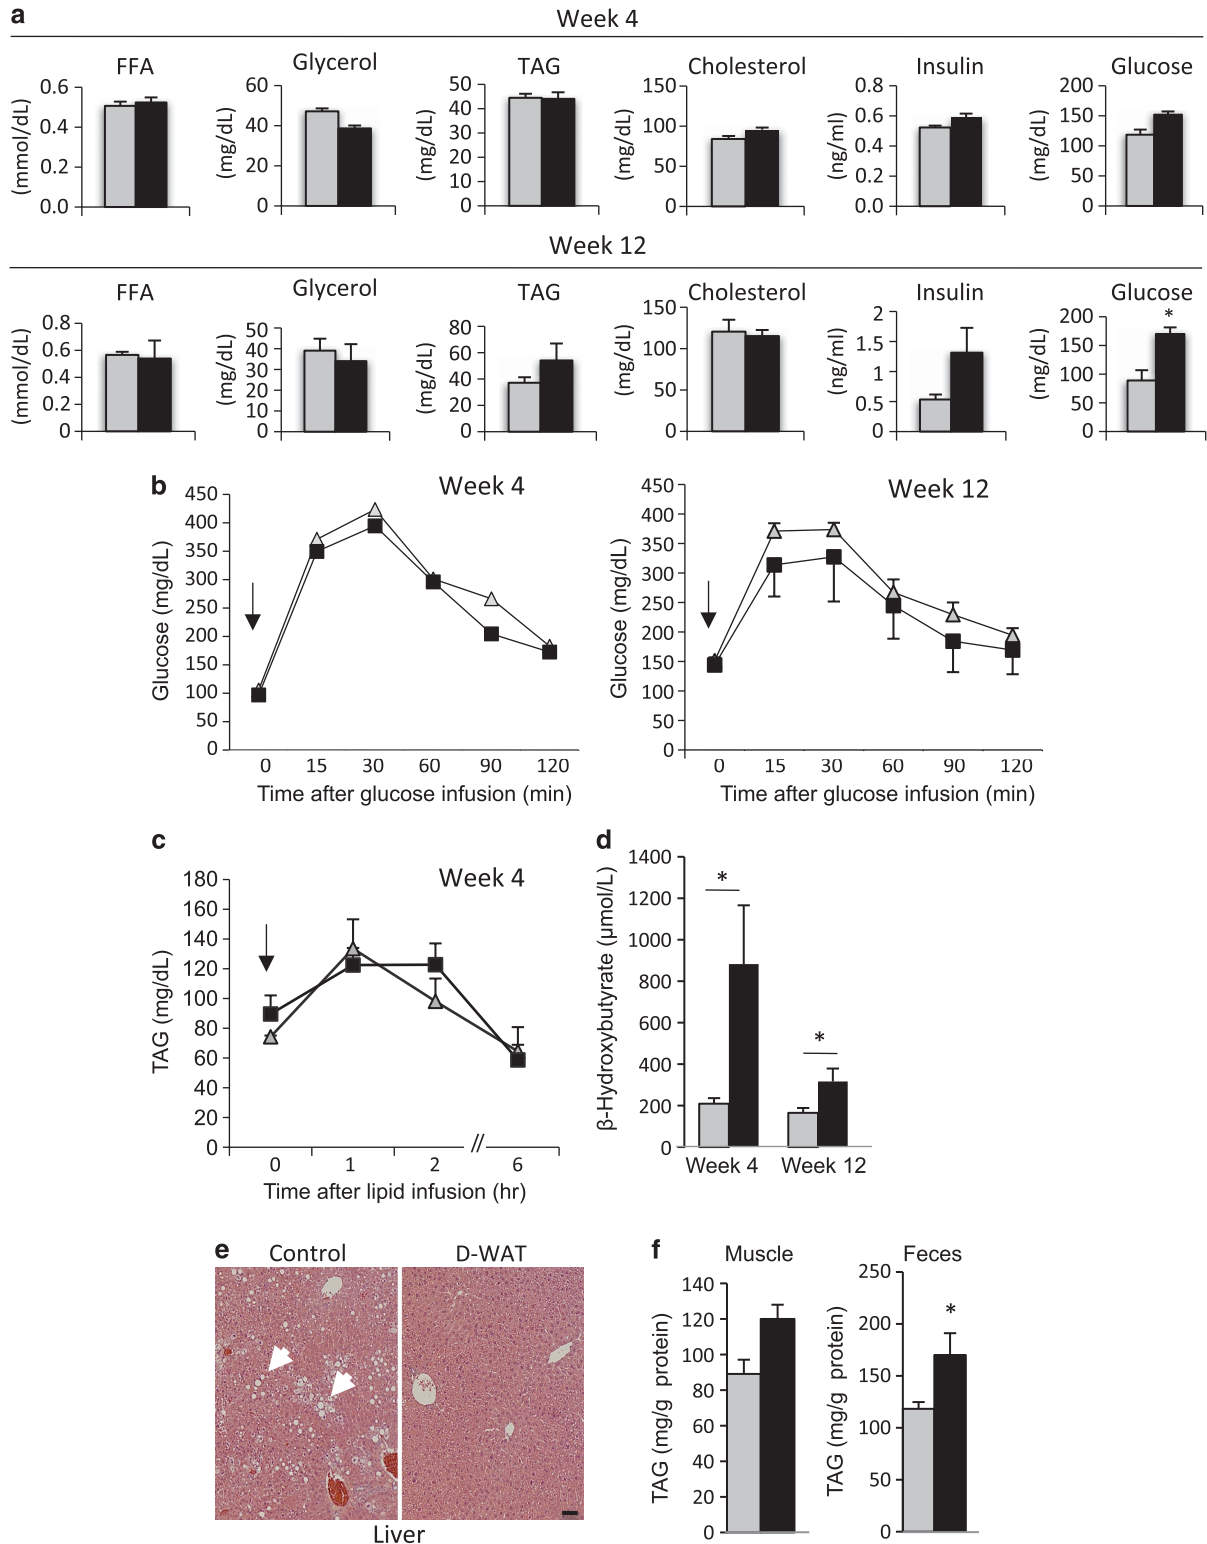 a
Week 4
FFA Glycerol TAG Cholesterol Insulin Glucose
(mmol/dL) 0.6 0.4 0.2 0.0
(mg/dL) 60 40 20 0
(mg/dL) 50 40 30 20 10 0
(mg/dL) 150 100 50 0
(ng/ml) 0.8 0.6 0.4 0.2 0.0
(mg/dL) 200 150 100 50 0
Week 12
FFA Glycerol TAG Cholesterol Insulin Glucose
(mmol/dL) 0.8 0.6 0.4 0.2 0
(mg/dL) 50 40 30 20 10 0
(mg/dL) 80 60 40 20 0
(mg/dL) 150 100 50 0
(ng/ml) 2 1.5 1 0.5 0
(mg/dL) 200 150 100 50 0
*
b
Week 4
Glucose (mg/dL)
450 400 350 300 250 200 150 100 50 0
0 15 30 60 90 120
Time after glucose infusion (min)
Week 12
Glucose (mg/dL)
450 400 350 300 250 200 150 100 50 0
0 15 30 60 90 120
Time after glucose infusion (min)
c
Week 4
TAG (mg/dL)
180 160 140 120 100 80 60 40 20 0
0 1 2 // 6
Time after lipid infusion (hr)
d
β-Hydroxybutyrate (μmol/L)
1400 1200 1000 800 600 400 200 0
* *
Week 4 Week 12
e
Control D-WAT
Liver
f
Muscle
TAG (mg/g protein)
140 120 100 80 60 40 20 0
Feces
TAG (mg/g protein)
250 200 150 100 50 0
*